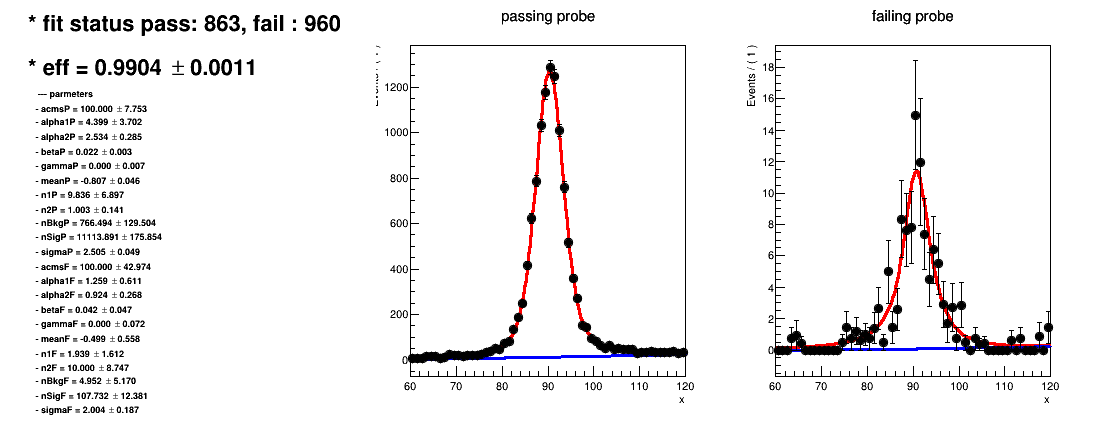 * fit status pass: 863, fail : 960
* eff = 0.9904 ± 0.0011
--- parmeters
- acmsP = 100.000 ± 7.753
- alpha1P = 4.399 ± 3.702
- alpha2P = 2.534 ± 0.285
- betaP = 0.022 ± 0.003
- gammaP = 0.000 ± 0.007
- meanP = -0.807 ± 0.046
- n1P = 9.836 ± 6.897
- n2P = 1.003 ± 0.141
- nBkgP = 766.494 ± 129.504
- nSigP = 11113.891 ± 175.854
- sigmaP = 2.505 ± 0.049
- acmsF = 100.000 ± 42.974
- alpha1F = 1.259 ± 0.611
- alpha2F = 0.924 ± 0.268
- betaF = 0.042 ± 0.047
- gammaF = 0.000 ± 0.072
- meanF = -0.499 ± 0.558
- n1F = 1.939 ± 1.612
- n2F = 10.000 ± 8.747
- nBkgF = 4.952 ± 5.170
- nSigF = 107.732 ± 12.381
- sigmaF = 2.004 ± 0.187
passing probe
1200
1000
800
600
400
200
0
60 70 80 90 100 110 120
x
failing probe
Events / ( 1 )
18
16
14
12
10
8
6
4
2
0
60 70 80 90 100 110 120
x